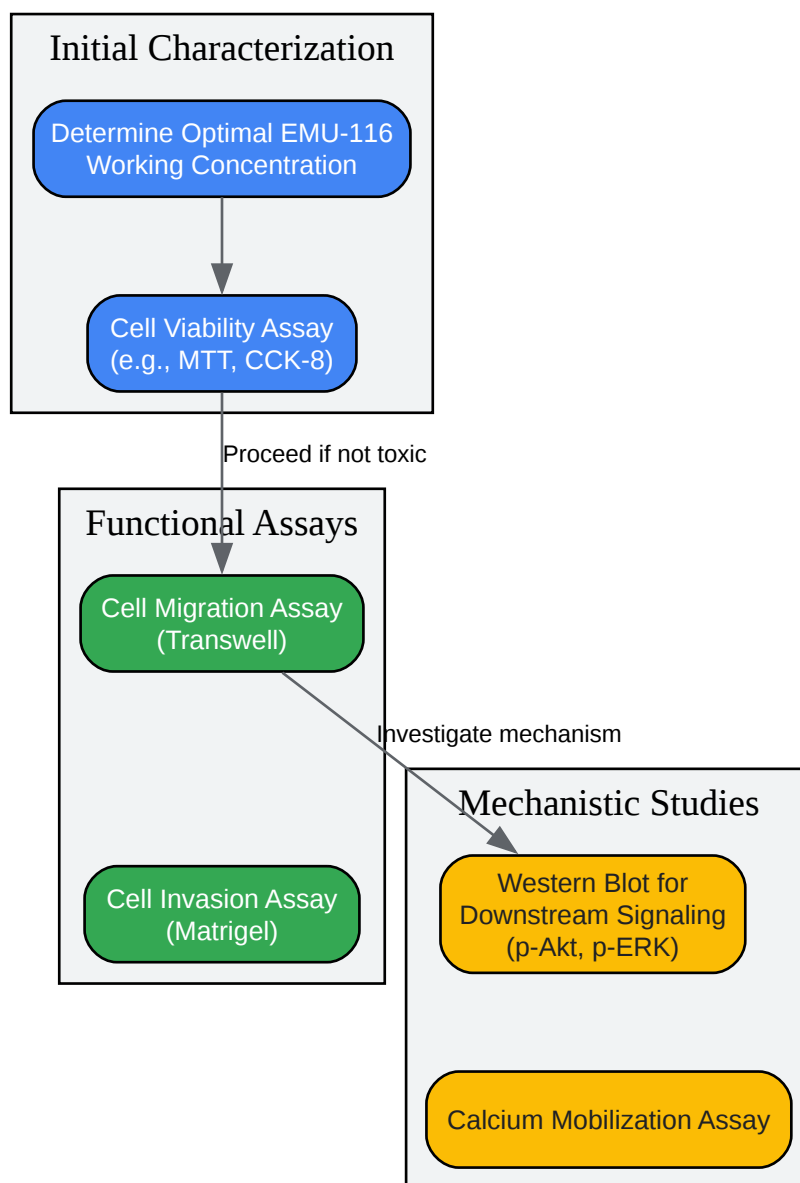 Initial Characterization
Determine Optimal EMU-116
Working Concentration
Cell Viability Assay
(e.g., MTT, CCK-8)
Proceed if not toxic
Functional Assays
Cell Migration Assay
(Transwell)
Investigate mechanism
Mechanistic Studies
Cell Invasion Assay
(Matrigel)
Western Blot for
Downstream Signaling
(p-Akt, p-ERK)
Calcium Mobilization Assay